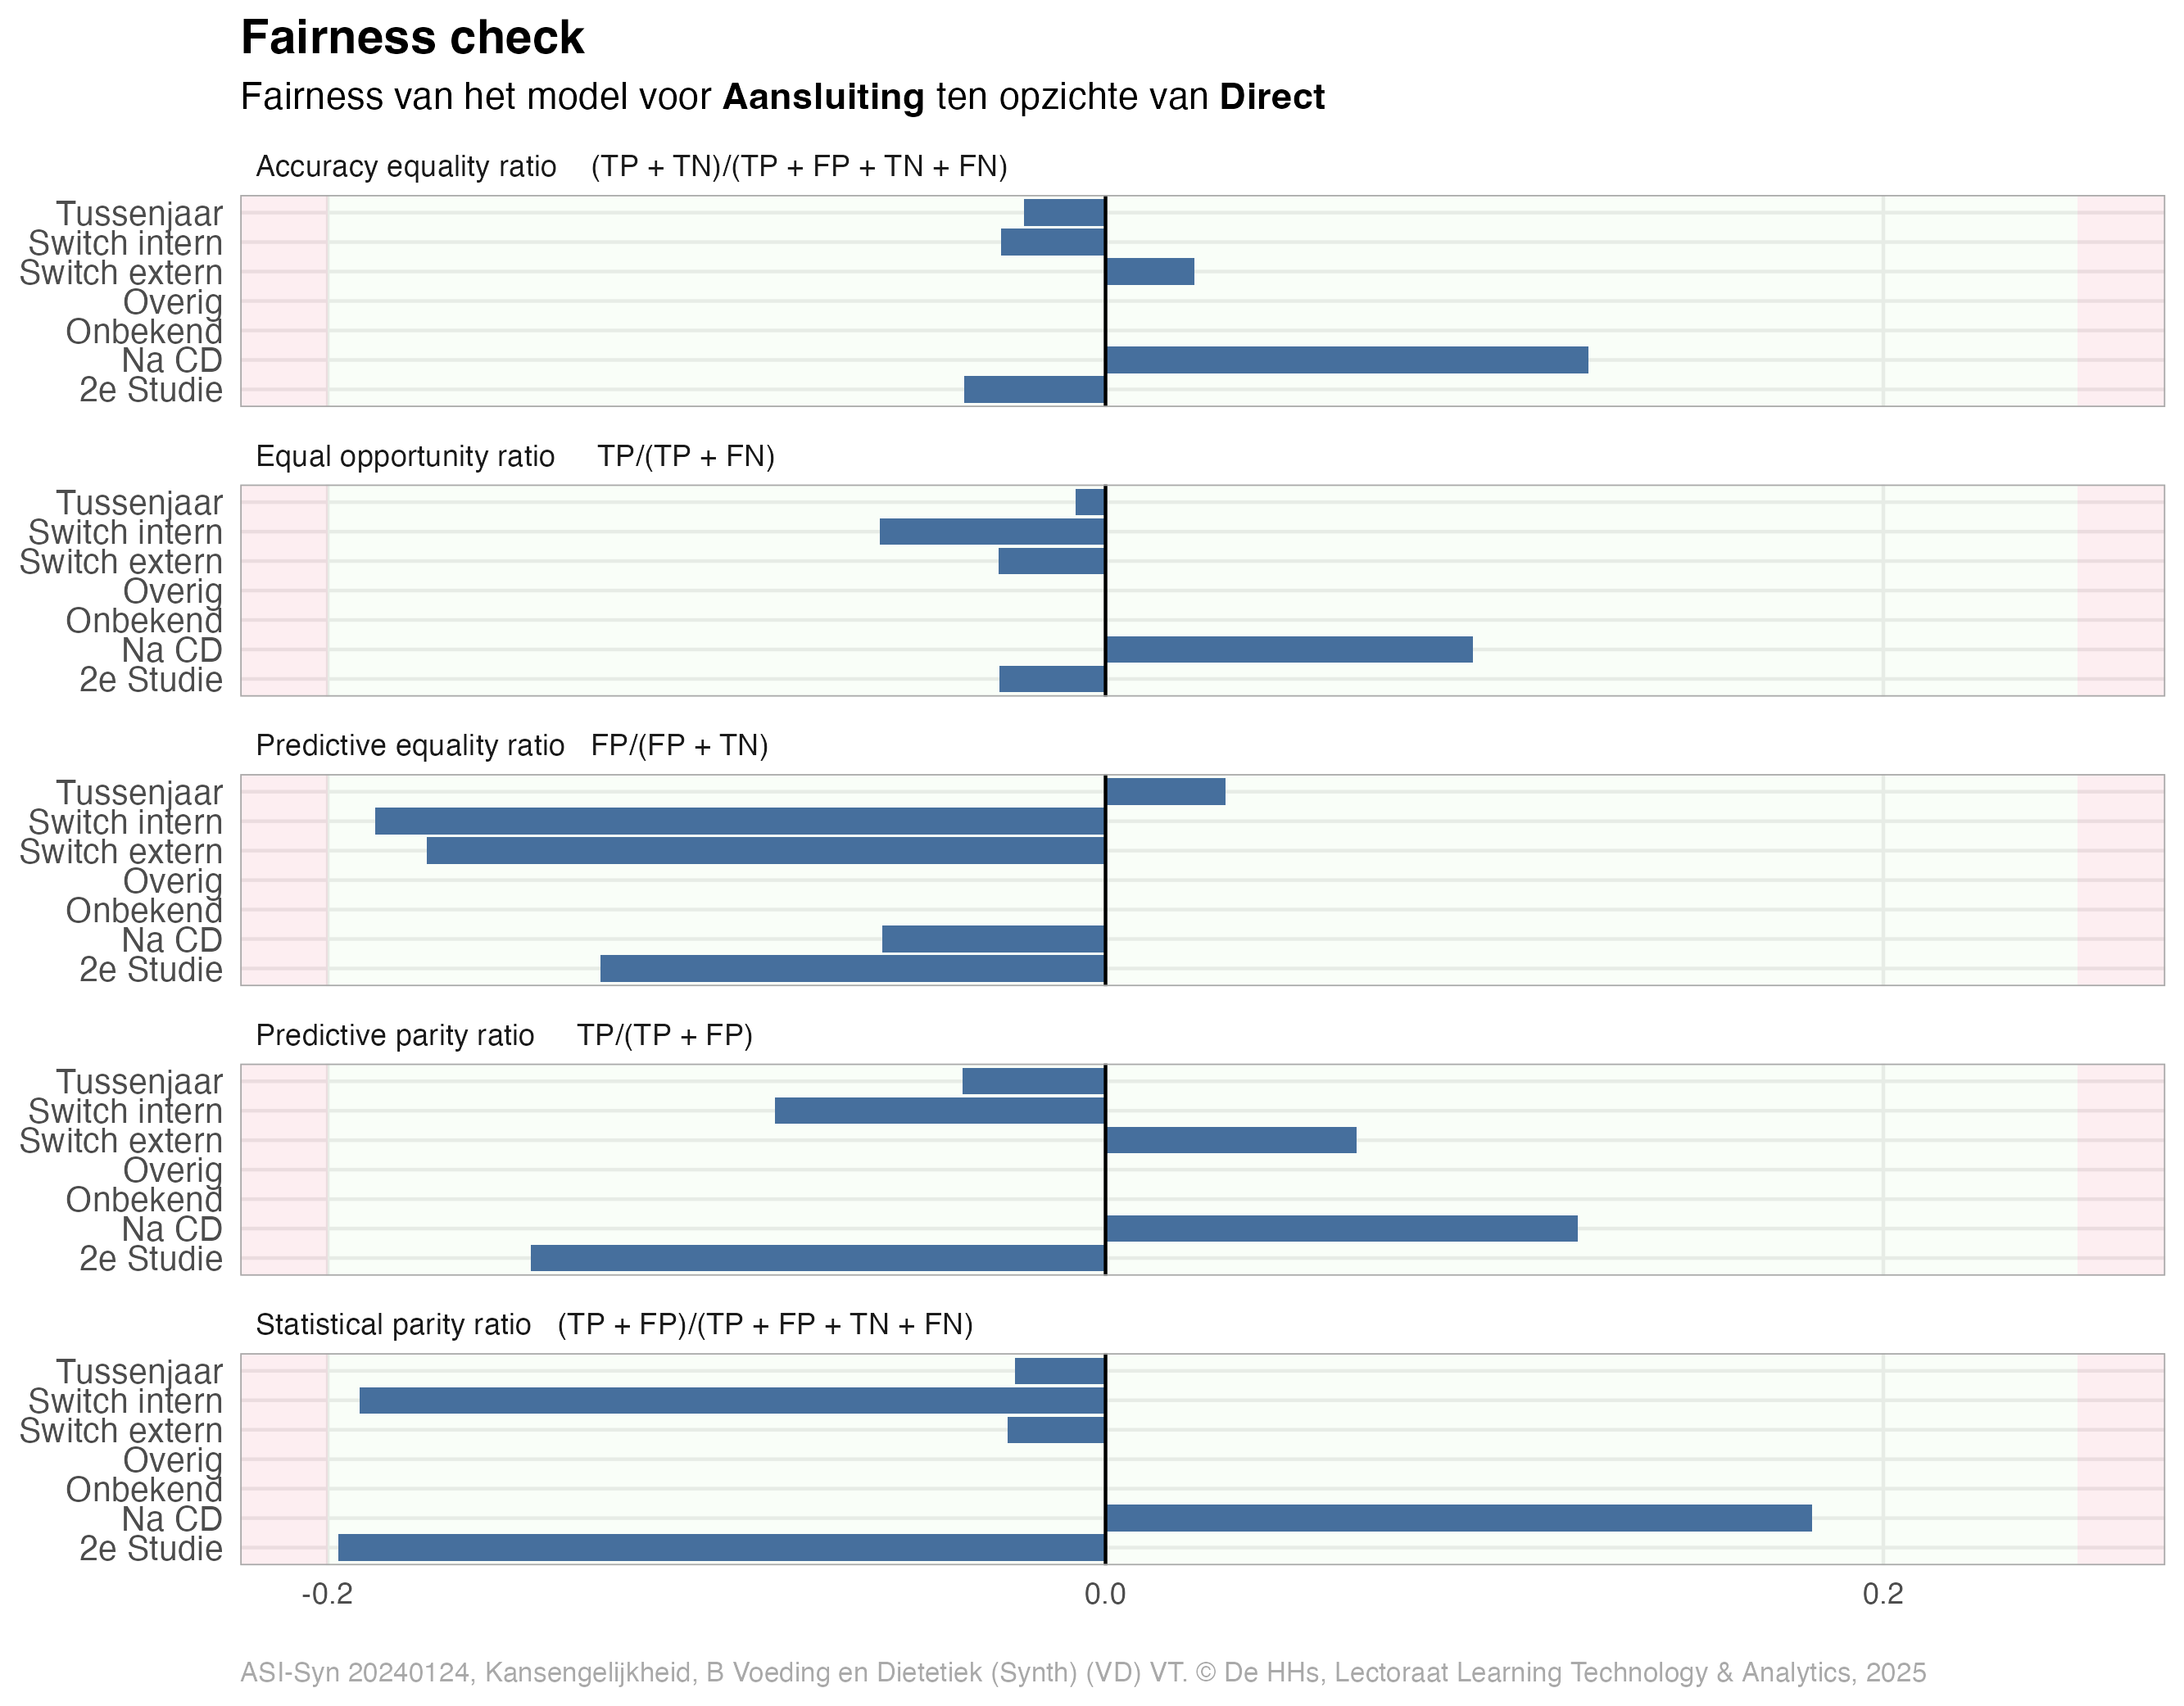 Fairness check
Fairness van het model voor Aansluiting ten opzichte van Direct
Accuracy equality ratio (TP + TN)/(TP + FP + TN + FN)
Tussenjaar
Switch intern
Switch extern
Overig
Onbekend
Na CD
2e Studie
Equal opportunity ratio TP/(TP + FN)
Tussenjaar
Switch intern
Switch extern
Overig
Onbekend
Na CD
2e Studie
Predictive equality ratio FP/(FP + TN)
Tussenjaar
Switch intern
Switch extern
Overig
Onbekend
Na CD
2e Studie
Predictive parity ratio TP/(TP + FP)
Tussenjaar
Switch intern
Switch extern
Overig
Onbekend
Na CD
2e Studie
Statistical parity ratio (TP + FP)/(TP + FP + TN + FN)
Tussenjaar
Switch intern
Switch extern
Overig
Onbekend
Na CD
2e Studie
-0.2 0.0 0.2
ASI-Syn 20240124, Kansengelijkheid, B Voeding en Dietetiek (Synth) (VD) VT. © De HHs, Lectoraat Learning Technology & Analytics, 2025